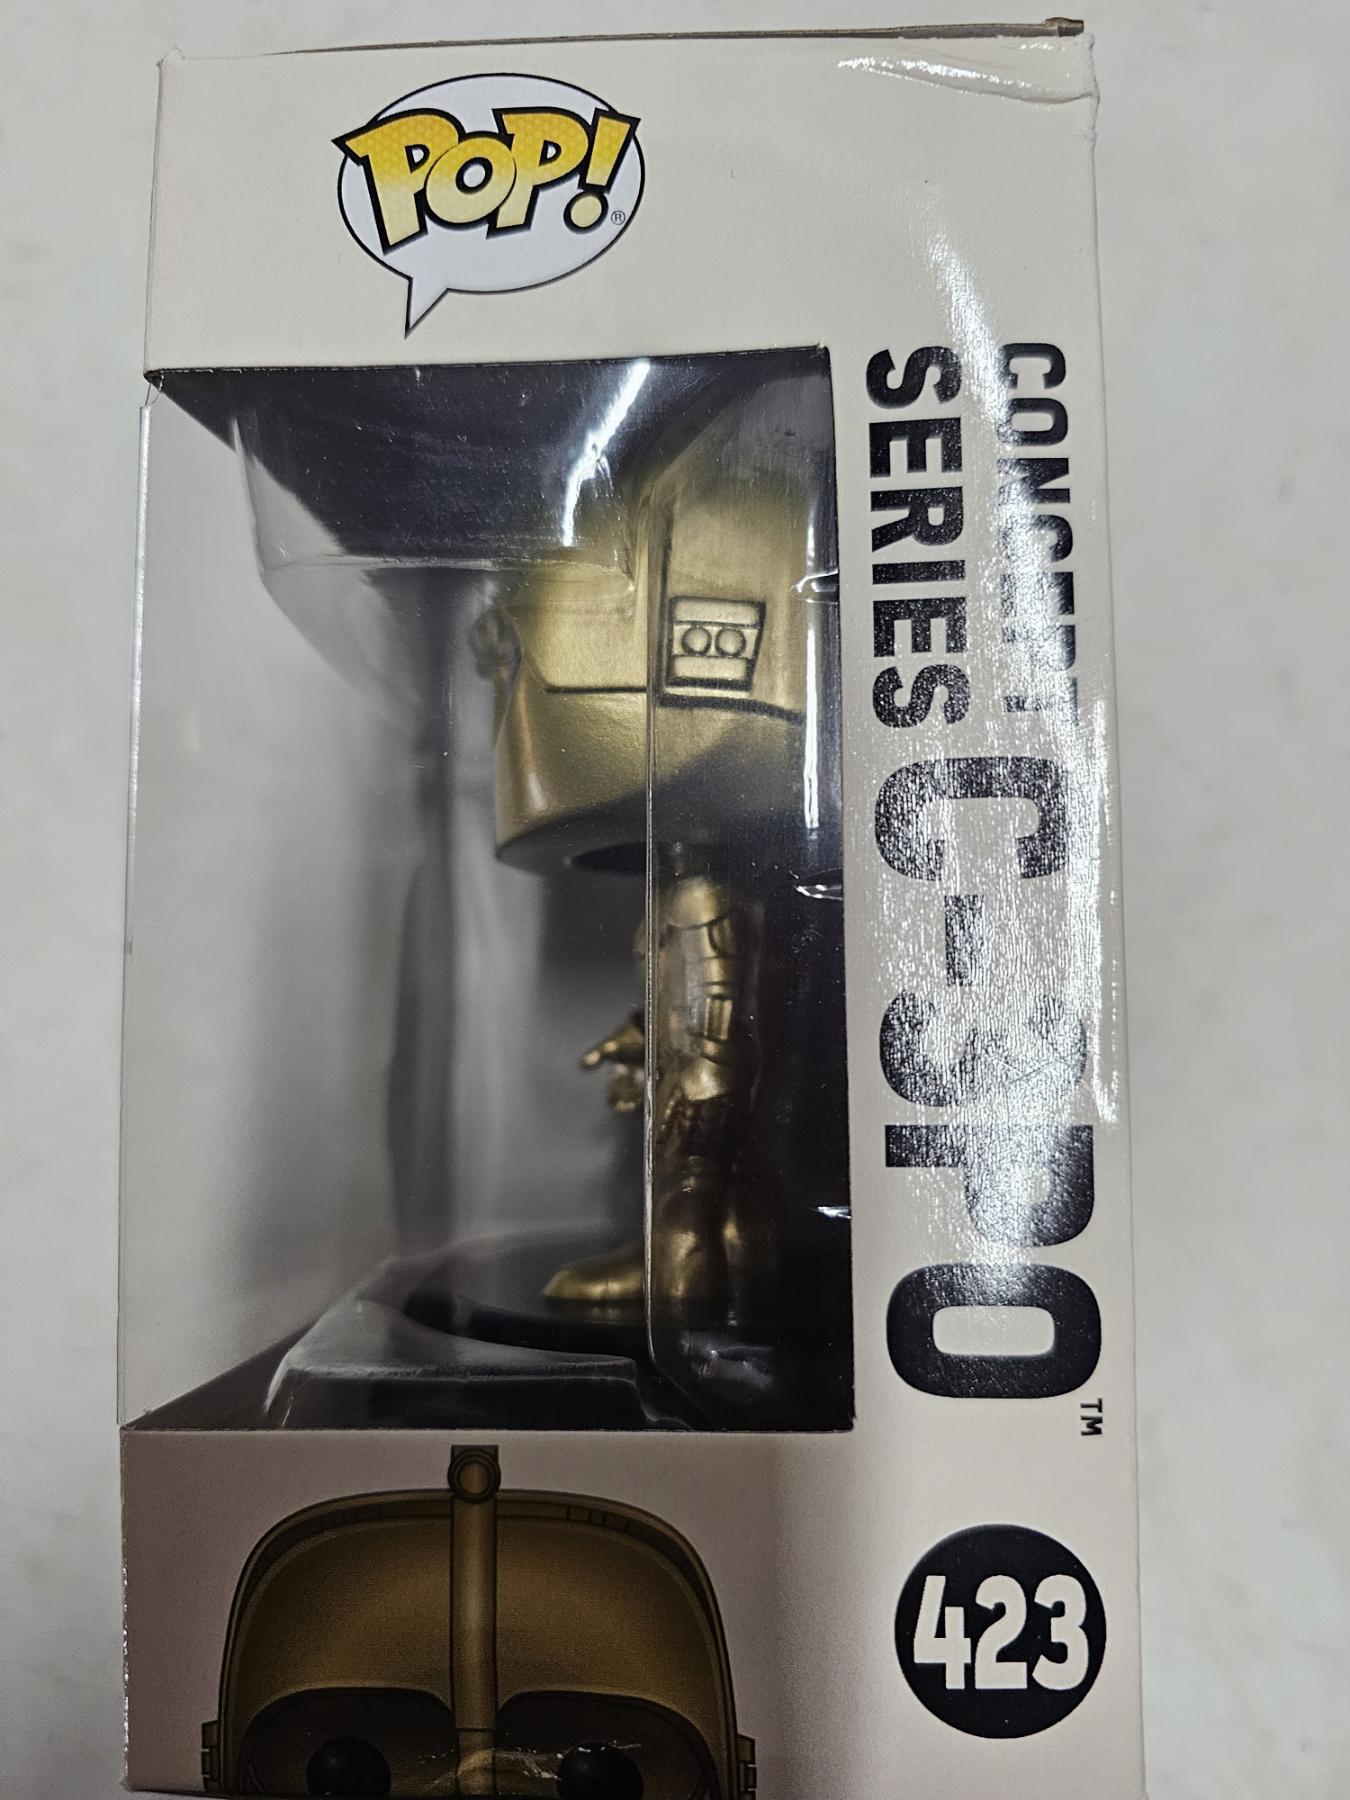 POP!®
CONCEPT
SERIES C-3PO™
423